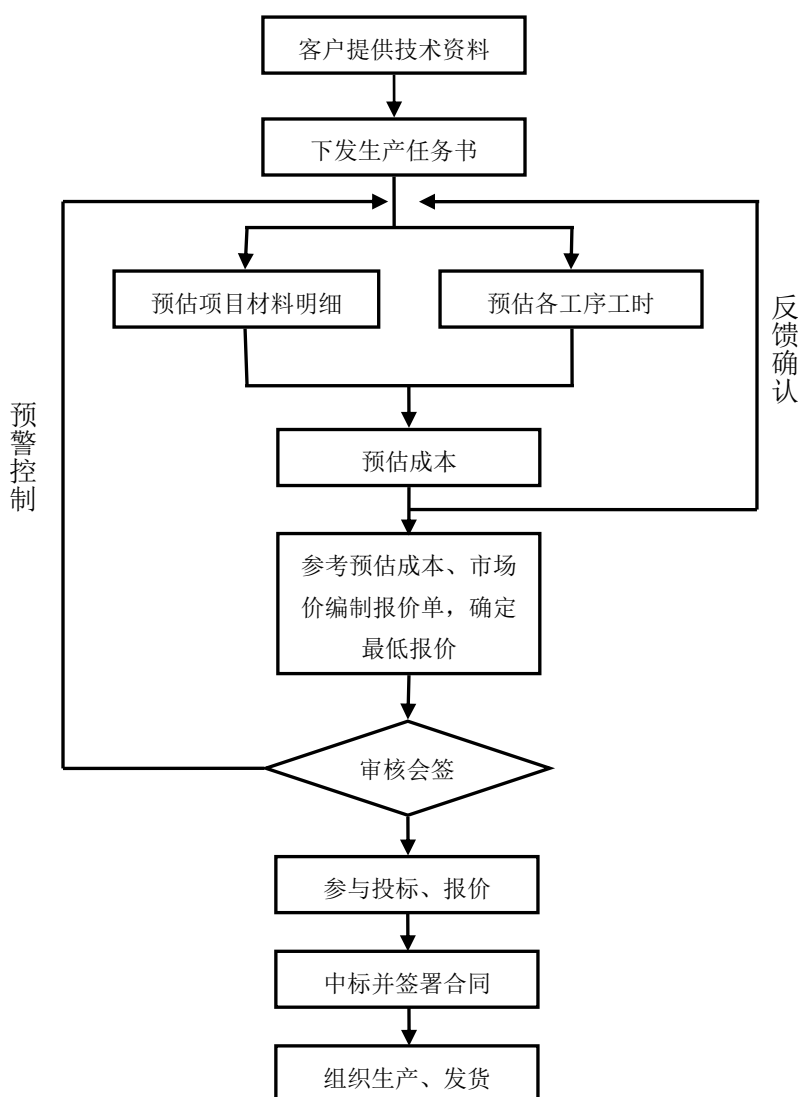 客户提供技术资料
下发生产任务书
预估项目材料明细
预估各工序工时
反馈确认
预警控制
预估成本
参考预估成本、市场
价编制报价单，确定
最低报价
审核会签
参与投标、报价
中标并签署合同
组织生产、发货